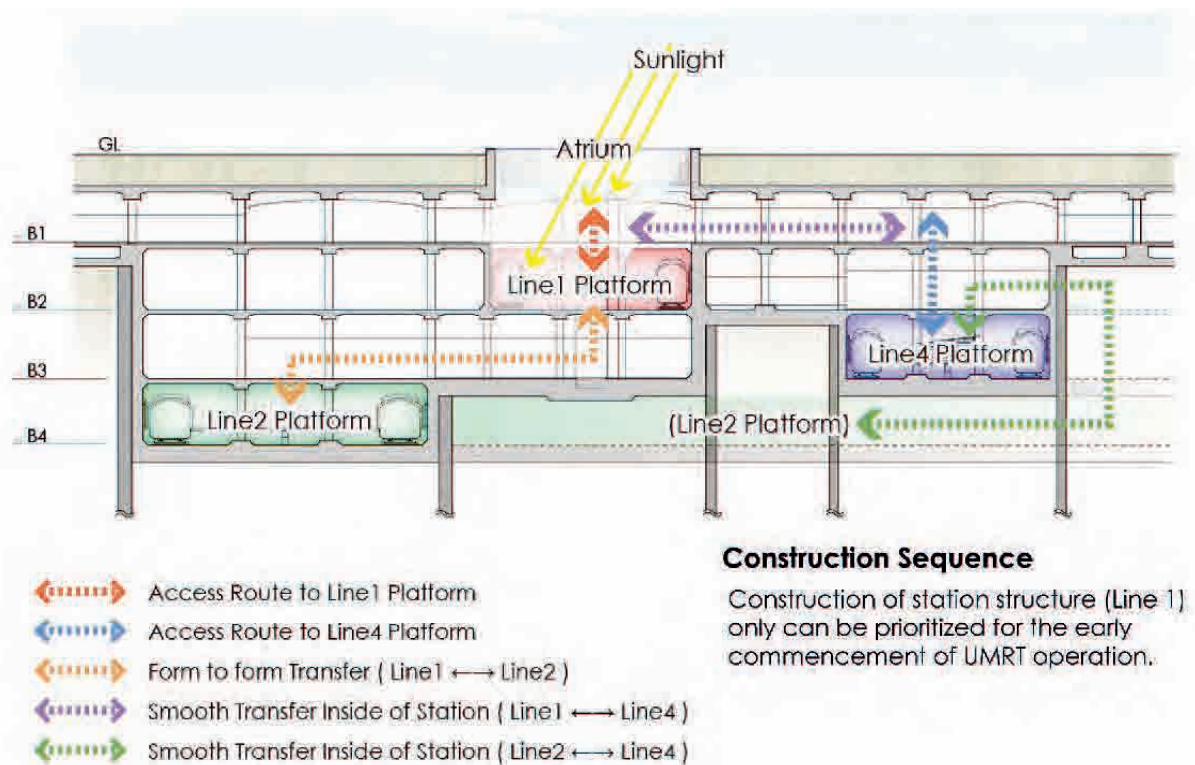 Sunlight
GL
Atrium
B1
Line1 Platform
B2
Line4 Platform
B3
Line2 Platform
(Line2 Platform)
B4
Construction Sequence
Construction of station structure (Line 1)
only can be prioritized for the early
commencement of UMRT operation.
Access Route to Line1 Platform
Access Route to Line4 Platform
Form to form Transfer ( Line1 ←→ Line2 )
Smooth Transfer Inside of Station ( Line1 ←→ Line4 )
Smooth Transfer Inside of Station ( Line2 ←→ Line4 )